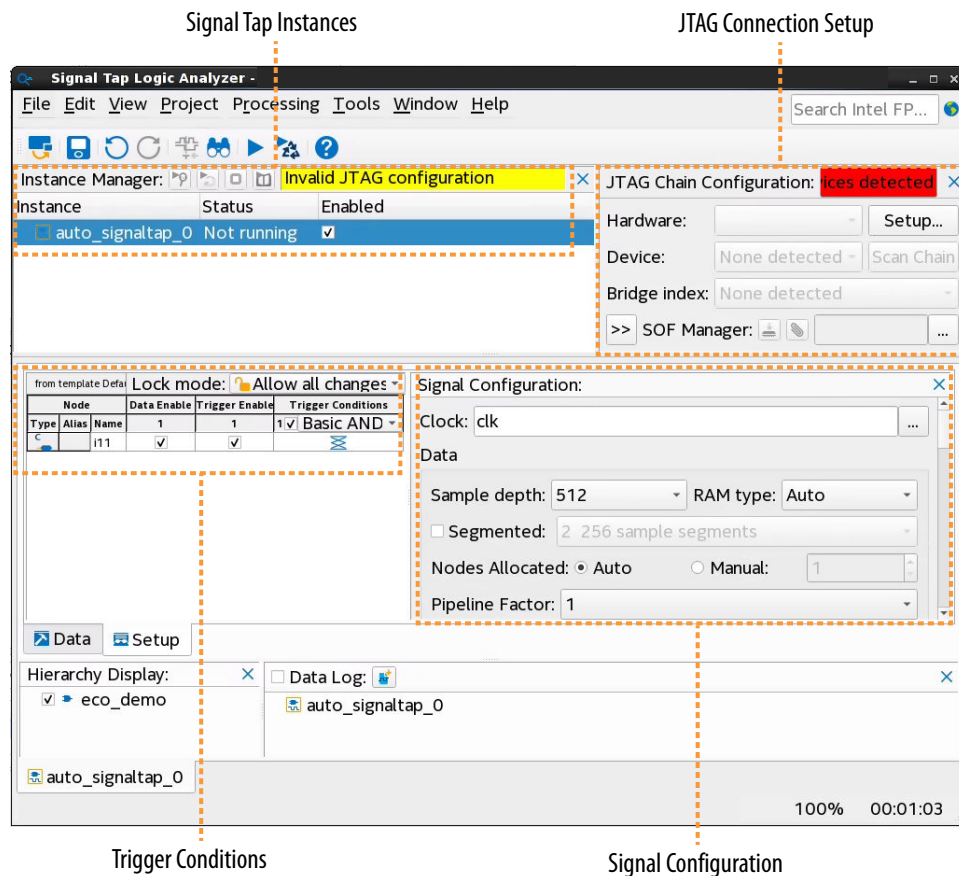 Signal Tap Instances
JTAG Connection Setup
Signal Tap Logic Analyzer -
File Edit View Project Processing Tools Window Help
Search Intel FP...
Instance Manager: Invalid JTAG configuration
JTAG Chain Configuration: ices detected
Instance Status Enabled
auto_signaltap_0 Not running
Hardware: Setup...
Device: None detected Scan Chain
Bridge index: None detected
>> SOF Manager: ...
from template Defau Lock mode: Allow all changes
Node Data Enable Trigger Enable Trigger Conditions
Type Alias Name 1 1 1 Basic AND
C i11
Signal Configuration:
Clock: clk ...
Data
Sample depth: 512 RAM type: Auto
Segmented: 2 256 sample segments
Nodes Allocated: Auto Manual: 1
Pipeline Factor: 1
Data Setup
Hierarchy Display:
eco_demo
Data Log:
auto_signaltap_0
auto_signaltap_0
100% 00:01:03
Trigger Conditions
Signal Configuration